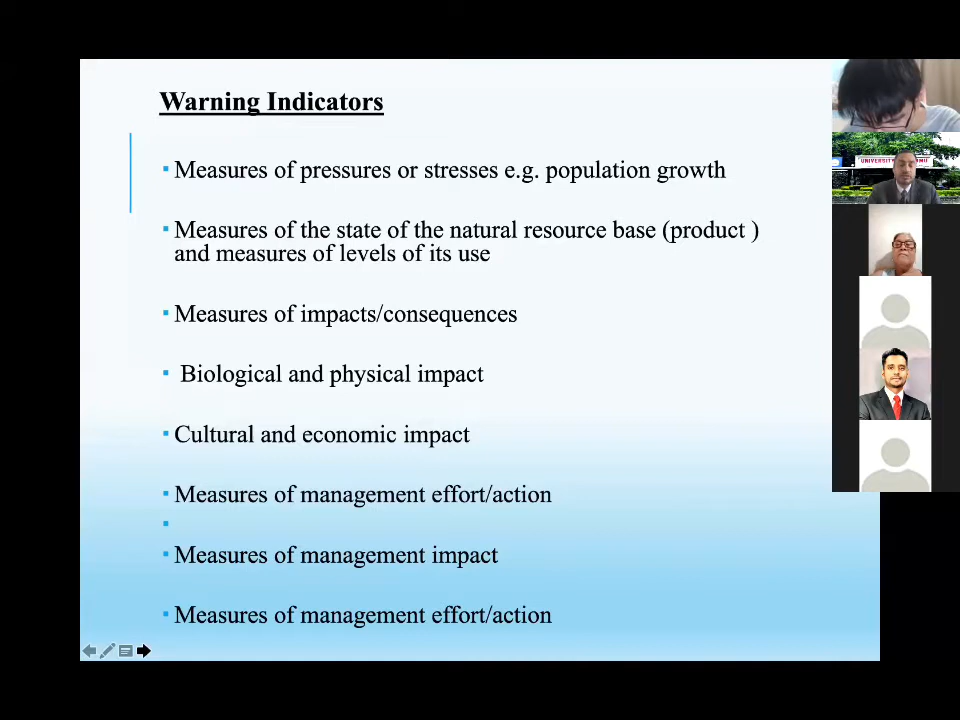 Warning Indicators
Measures of pressures or stresses e.g. population growth
Measures of the state of the natural resource base (product )
and measures of levels of its use
Measures of impacts/consequences
Biological and physical impact
Cultural and economic impact
Measures of management effort/action
Measures of management impact
Measures of management effort/action
UNIVERSITY